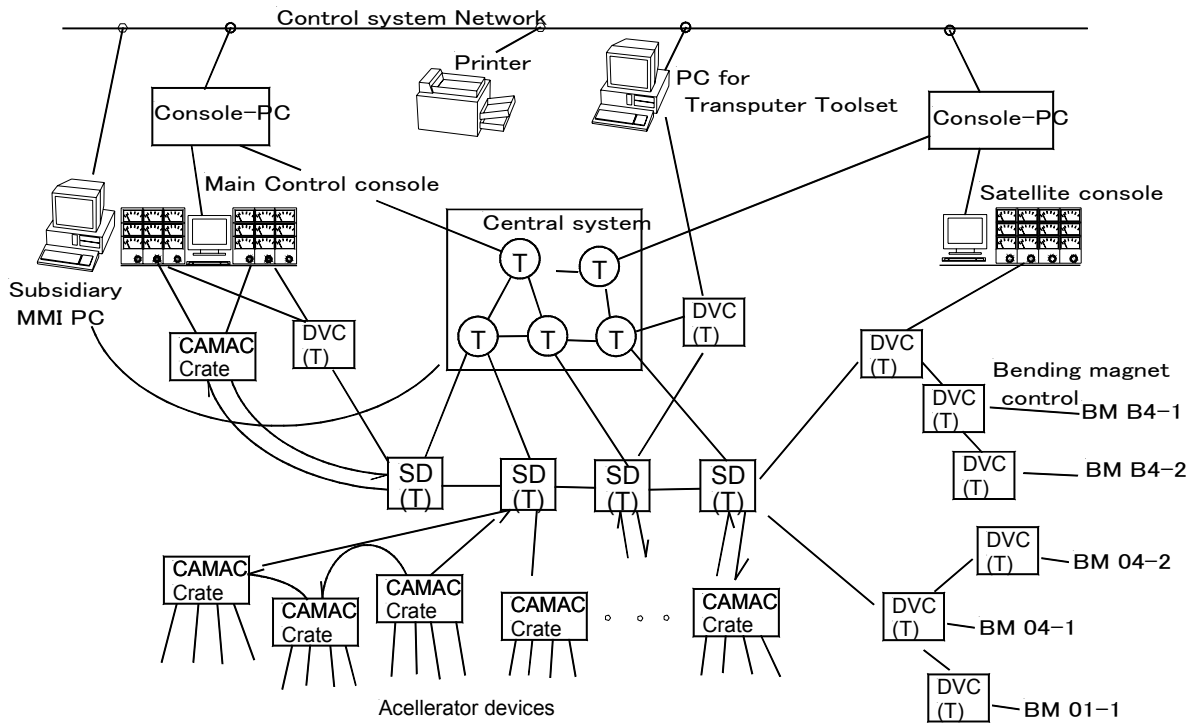 Control system Network
Printer
PC for
Transputer Toolset
Console-PC
Console-PC
Main Control console
Satellite console
Central system
T
T
T
T
T
Subsidiary
MMI PC
CAMAC
Crate
DVC
(T)
DVC
(T)
DVC
(T)
Bending magnet
control
DVC
(T)
BM B4-1
DVC
(T)
BM B4-2
SD
(T)
SD
(T)
SD
(T)
SD
(T)
DVC
(T)
BM 04-2
CAMAC
Crate
CAMAC
Crate
CAMAC
Crate
CAMAC
Crate
CAMAC
Crate
DVC
(T)
BM 04-1
DVC
(T)
BM 01-1
Acellerator devices